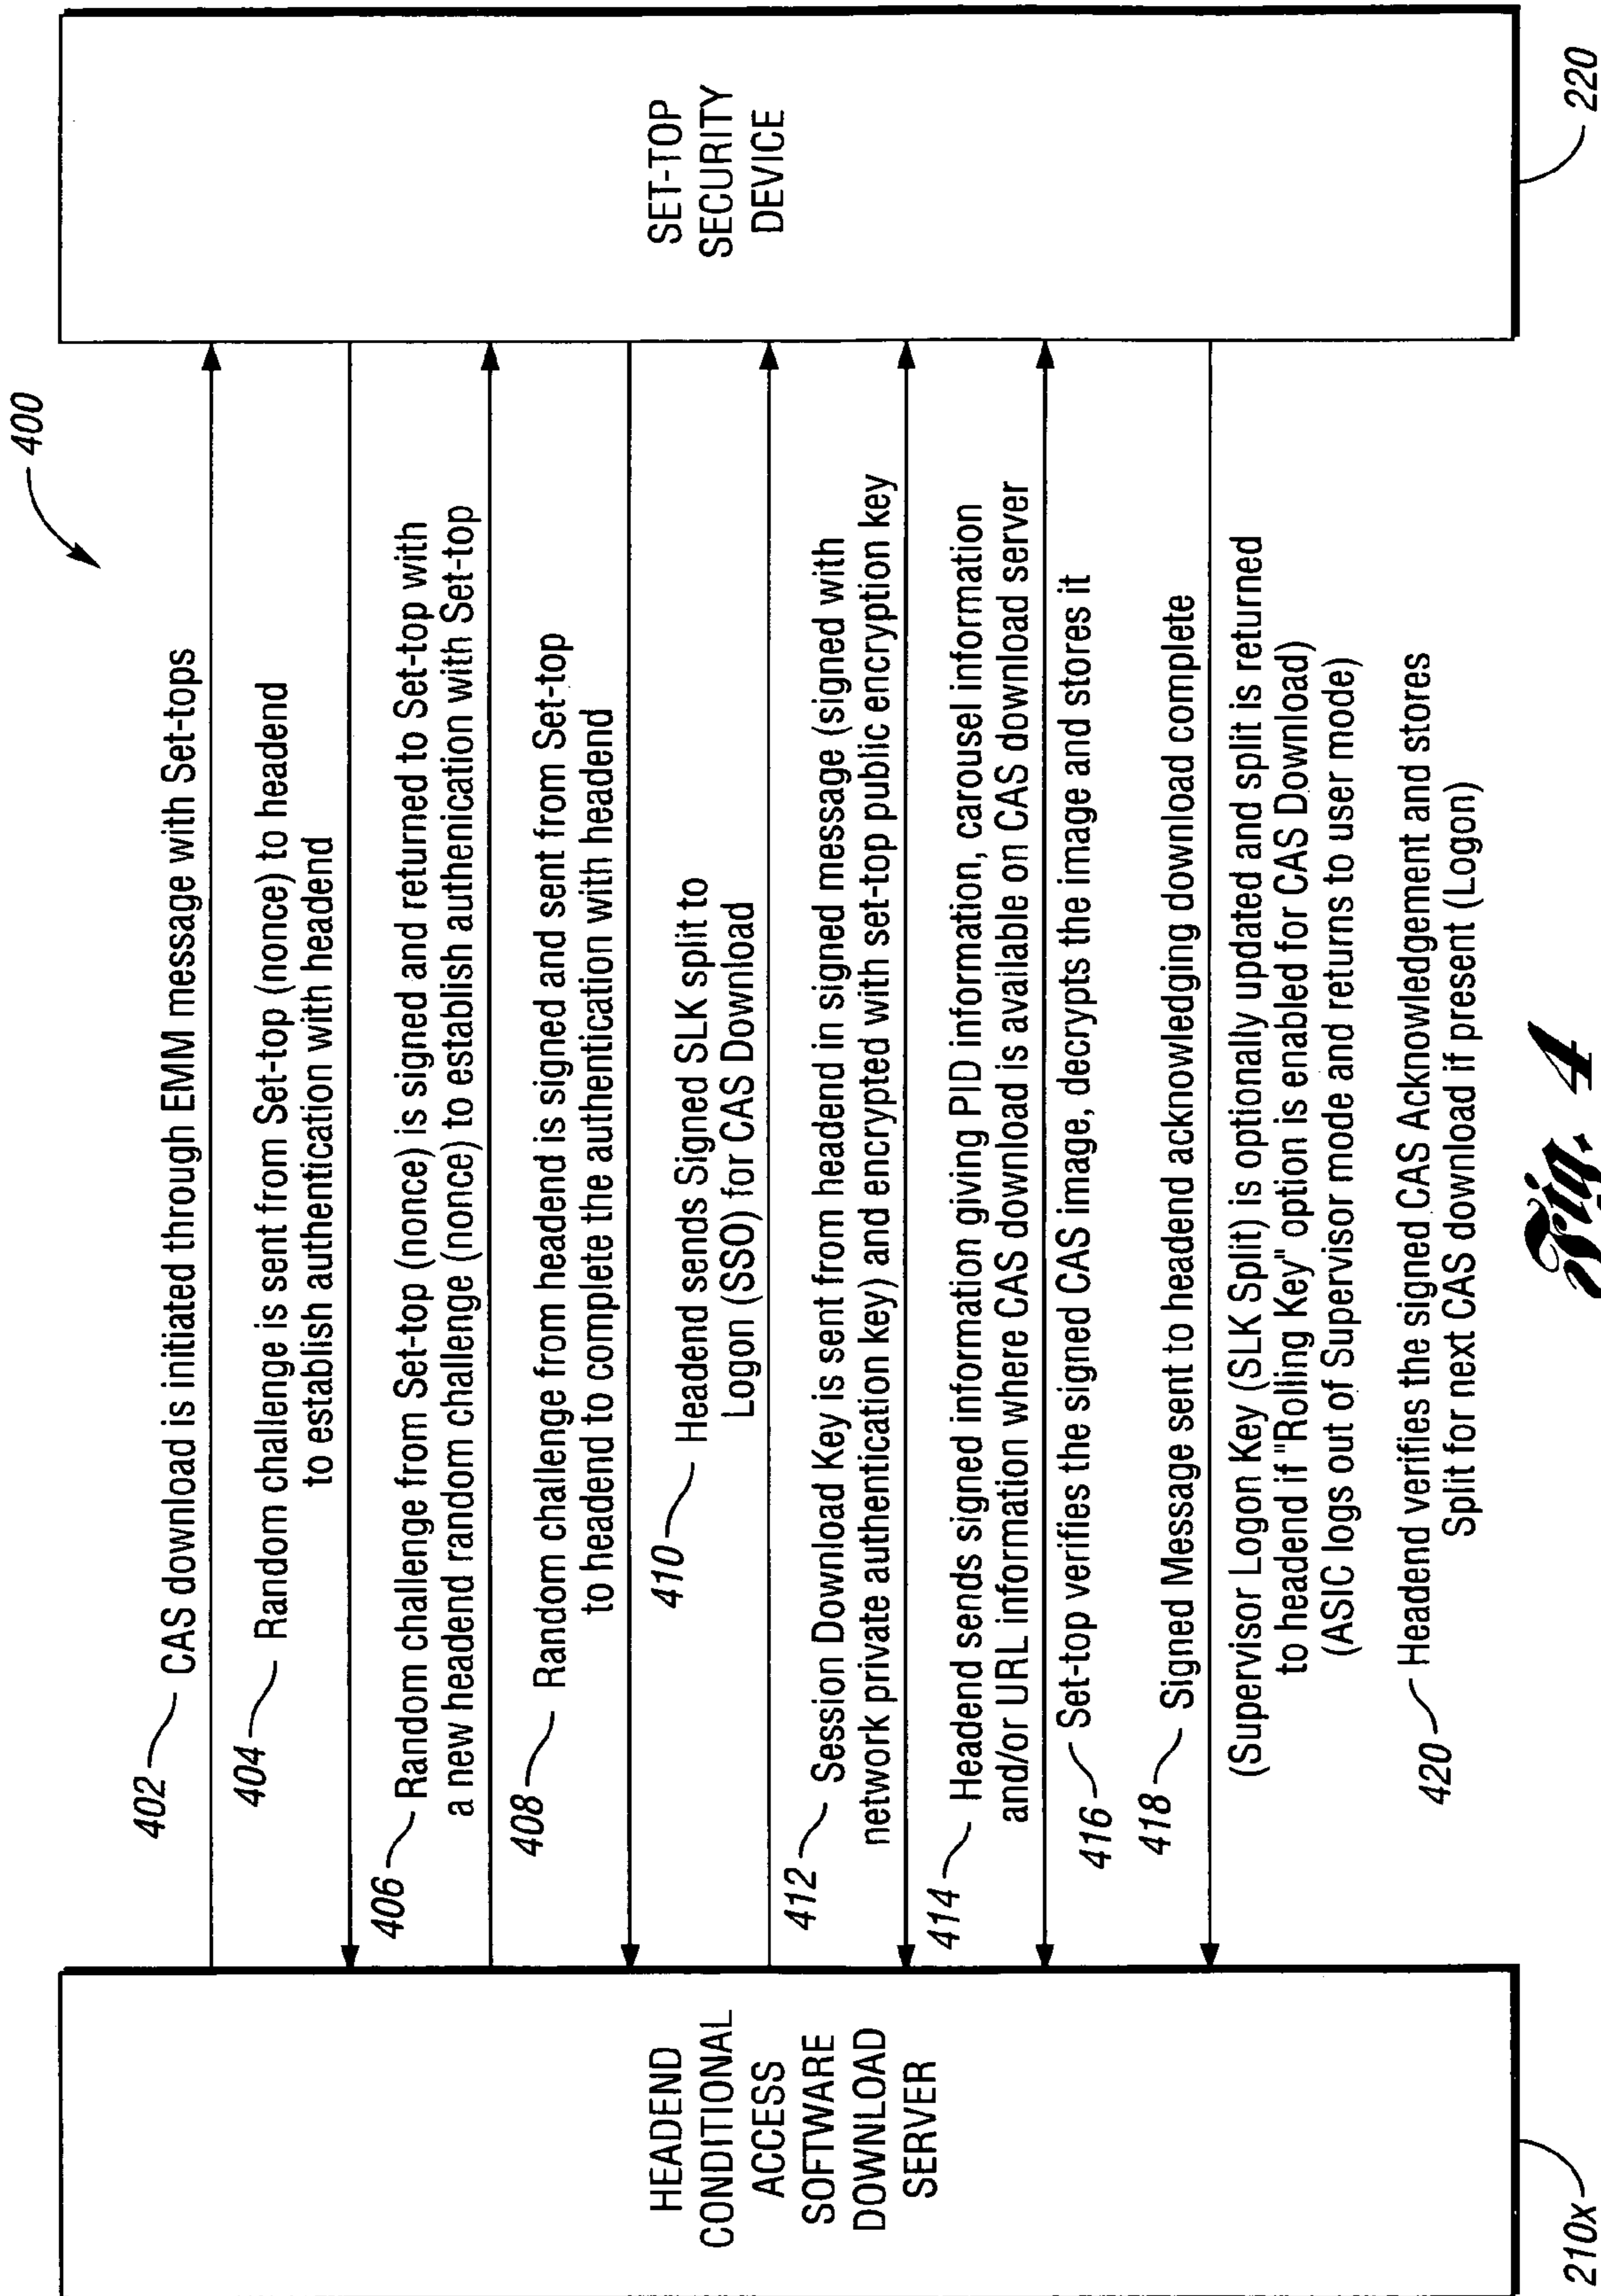 400
HEADEND
CONDITIONAL
ACCESS
SOFTWARE
DOWNLOAD
SERVER
210x
SET-TOP
SECURITY
DEVICE
220
402 CAS download is initiated through EMM message with Set-tops
404 Random challenge is sent from Set-top (nonce) to headend
to establish authentication with headend
406 Random challenge from Set-top (nonce) is signed and returned to Set-top with
a new headend random challenge (nonce) to establish authenication with Set-top
408 Random challenge from headend is signed and sent from Set-top
to headend to complete the authentication with headend
410 Headend sends Signed SLK split to
Logon (SSO) for CAS Download
412 Session Download Key is sent from headend in signed message (signed with
network private authentication key) and encrypted with set-top public encryption key
414 Headend sends signed information giving PID information, carousel information
and/or URL information where CAS download is available on CAS download server
416 Set-top verifies the signed CAS image, decrypts the image and stores it
418 Signed Message sent to headend acknowledging download complete
(Supervisor Logon Key (SLK Split) is optionally updated and split is returned
to headend if "Rolling Key" option is enabled for CAS Download)
(ASIC logs out of Supervisor mode and returns to user mode)
420 Headend verifies the signed CAS Acknowledgement and stores
Split for next CAS download if present (Logon)
Fig. 4